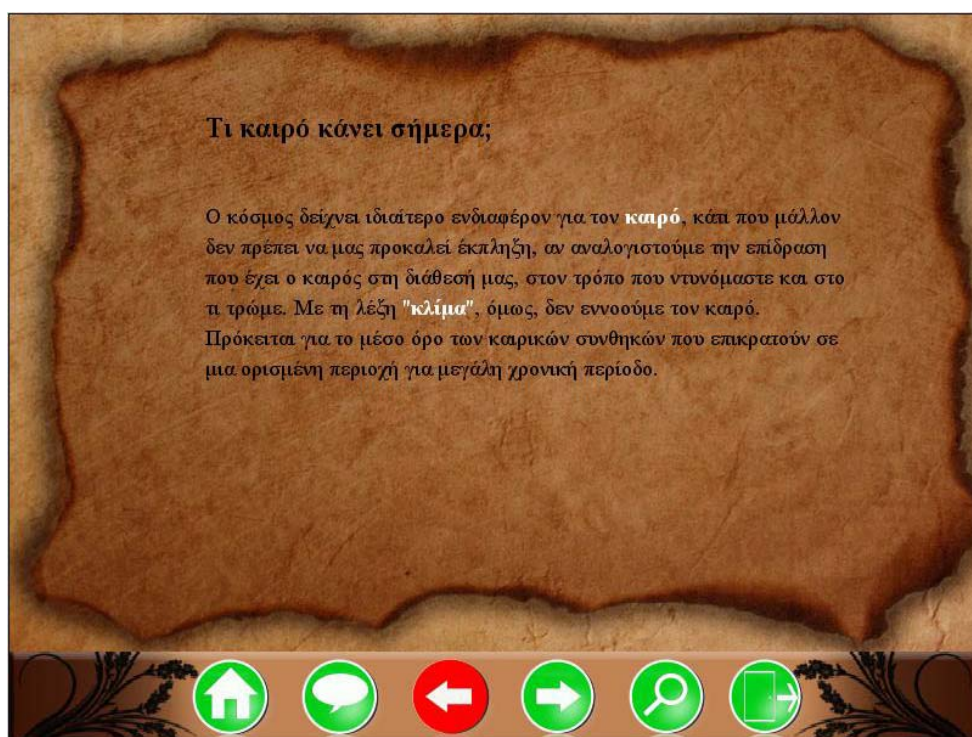 Τι καιρό κάνει σήμερα;
Ο κόσμος δείχνει ιδιαίτερο ενδιαφέρον για τον καιρό, κάτι που μάλλον
δεν πρέπει να μας προκαλεί έκπληξη, αν αναλογιστούμε την επίδραση
που έχει ο καιρός στη διάθεσή μας, στον τρόπο που ντυνόμαστε και στο
τι τρώμε. Με τη λέξη "κλίμα", όμως, δεν εννοούμε τον καιρό.
Πρόκειται για το μέσο όρο των καιρικών συνθηκών που επικρατούν σε
μια ορισμένη περιοχή για μεγάλη χρονική περίοδο.